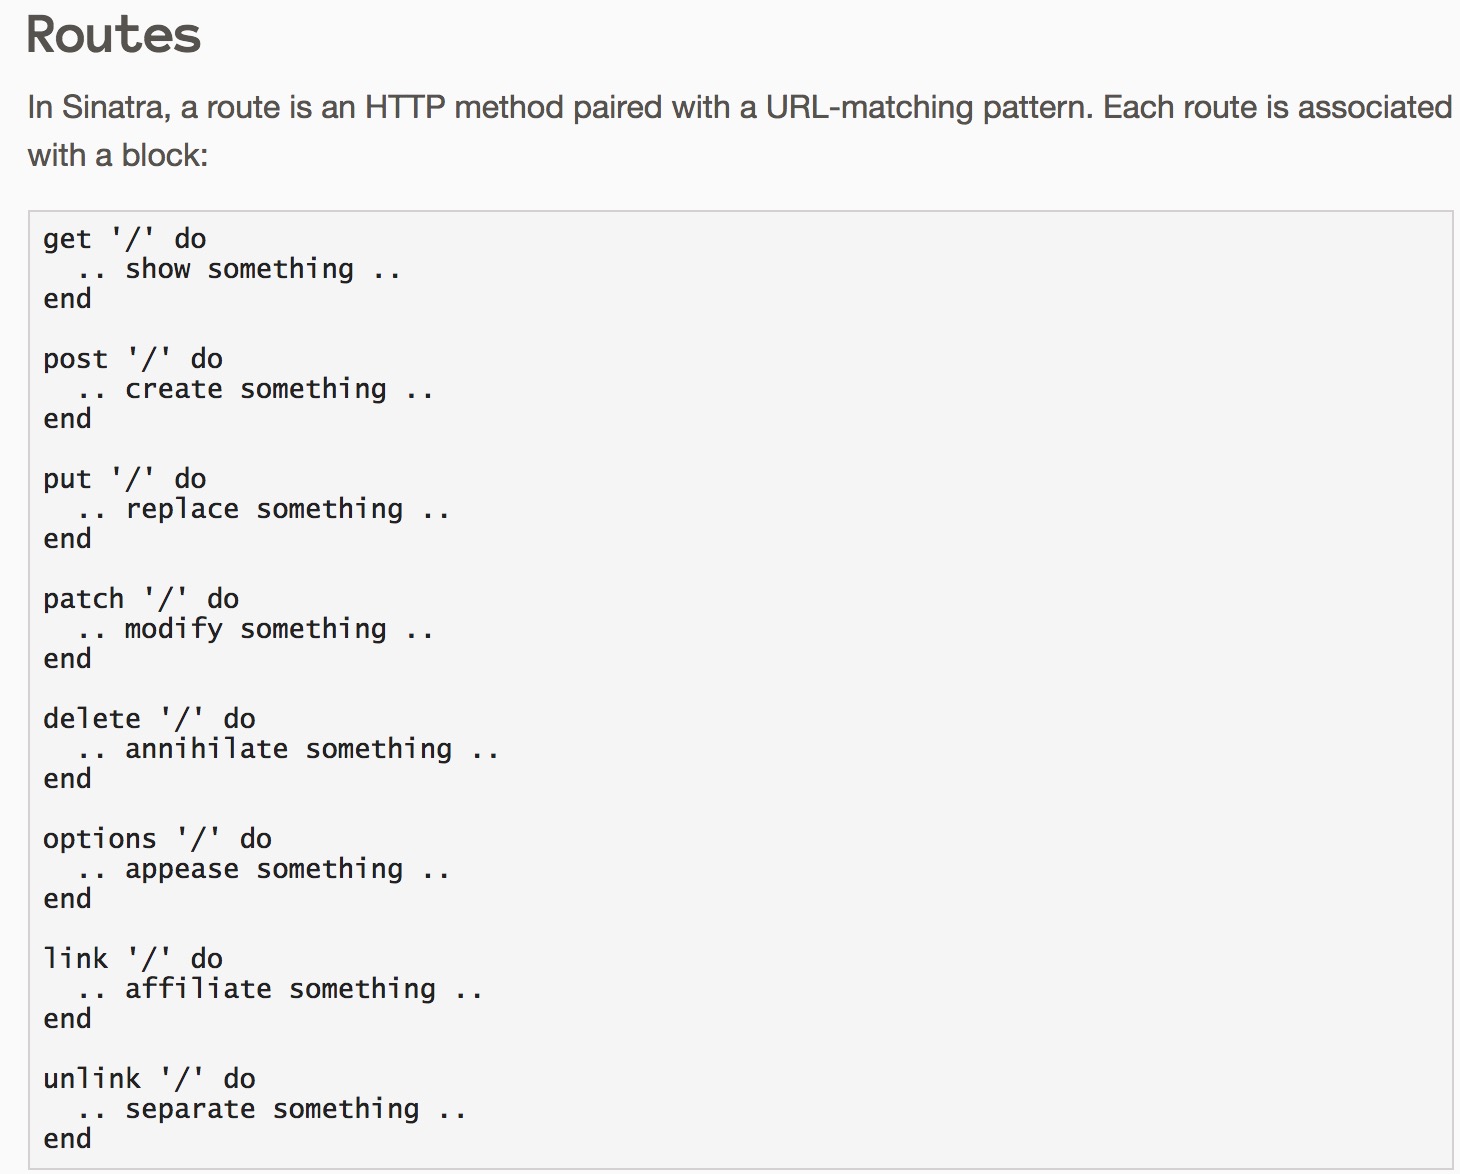 Routes
In Sinatra, a route is an HTTP method paired with a URL-matching pattern. Each route is associated
with a block:
get '/' do
  .. show something ..
end
post '/' do
  .. create something ..
end
put '/' do
  .. replace something ..
end
patch '/' do
  .. modify something ..
end
delete '/' do
  .. annihilate something ..
end
options '/' do
  .. appease something ..
end
link '/' do
  .. affiliate something ..
end
unlink '/' do
  .. separate something ..
end